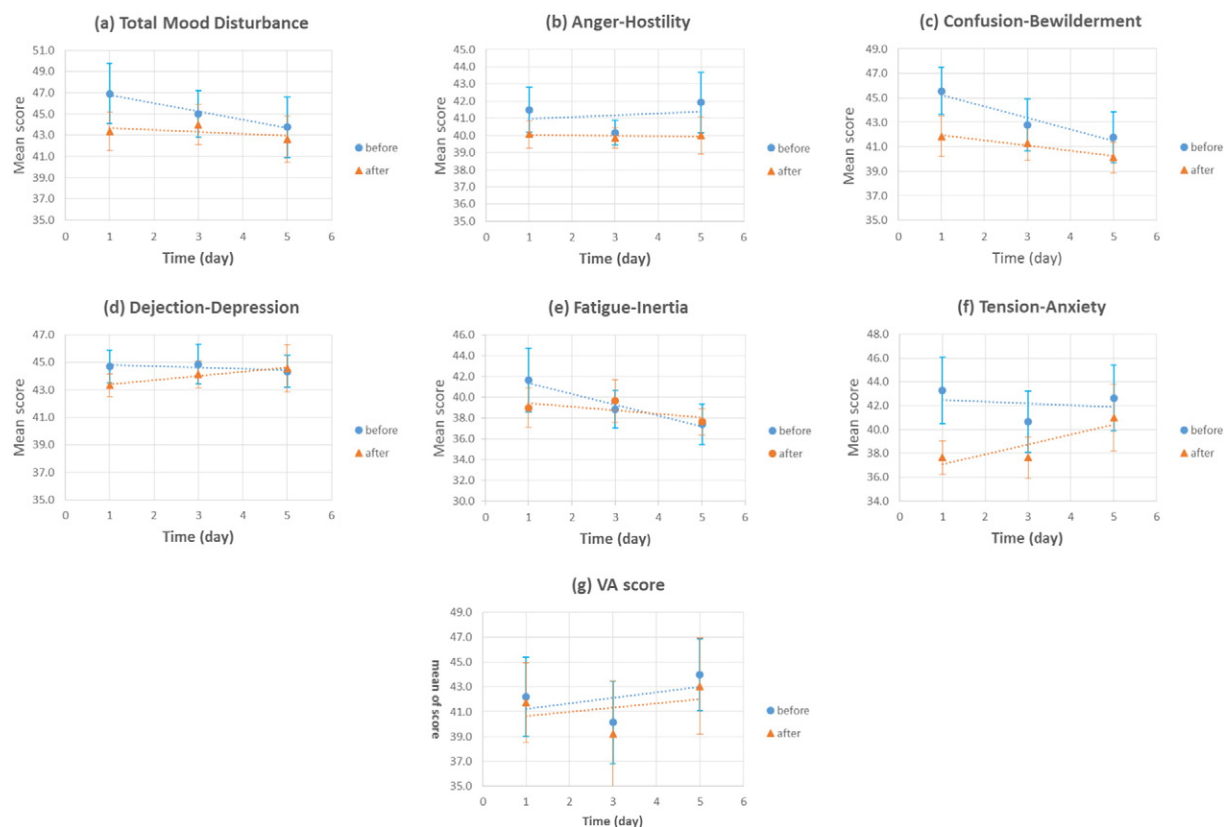 (a) Total Mood Disturbance
51.0
49.0
47.0
45.0
43.0
41.0
39.0
37.0
35.0
0 1 2 3 4 5 6
Mean score
Time (day)
before
after
(b) Anger-Hostility
45.0
44.0
43.0
42.0
41.0
40.0
39.0
38.0
37.0
36.0
35.0
0 1 2 3 4 5 6
Mean score
Time (day)
before
after
(c) Confusion-Bewilderment
49.0
47.0
45.0
43.0
41.0
39.0
37.0
35.0
0 1 2 3 4 5 6
Mean score
Time (day)
before
after
(d) Dejection-Depression
47.0
45.0
43.0
41.0
39.0
37.0
35.0
0 1 2 3 4 5 6
Mean score
Time (day)
before
after
(e) Fatigue-Inertia
46.0
44.0
42.0
40.0
38.0
36.0
34.0
32.0
30.0
0 1 2 3 4 5 6
Mean score
Time (day)
before
after
(f) Tension-Anxiety
48.0
46.0
44.0
42.0
40.0
38.0
36.0
34.0
0 1 2 3 4 5 6
Mean score
Time (day)
before
after
(g) VA score
49.0
47.0
45.0
43.0
41.0
39.0
37.0
35.0
0 1 2 3 4 5 6
mean of score
Time (day)
before
after